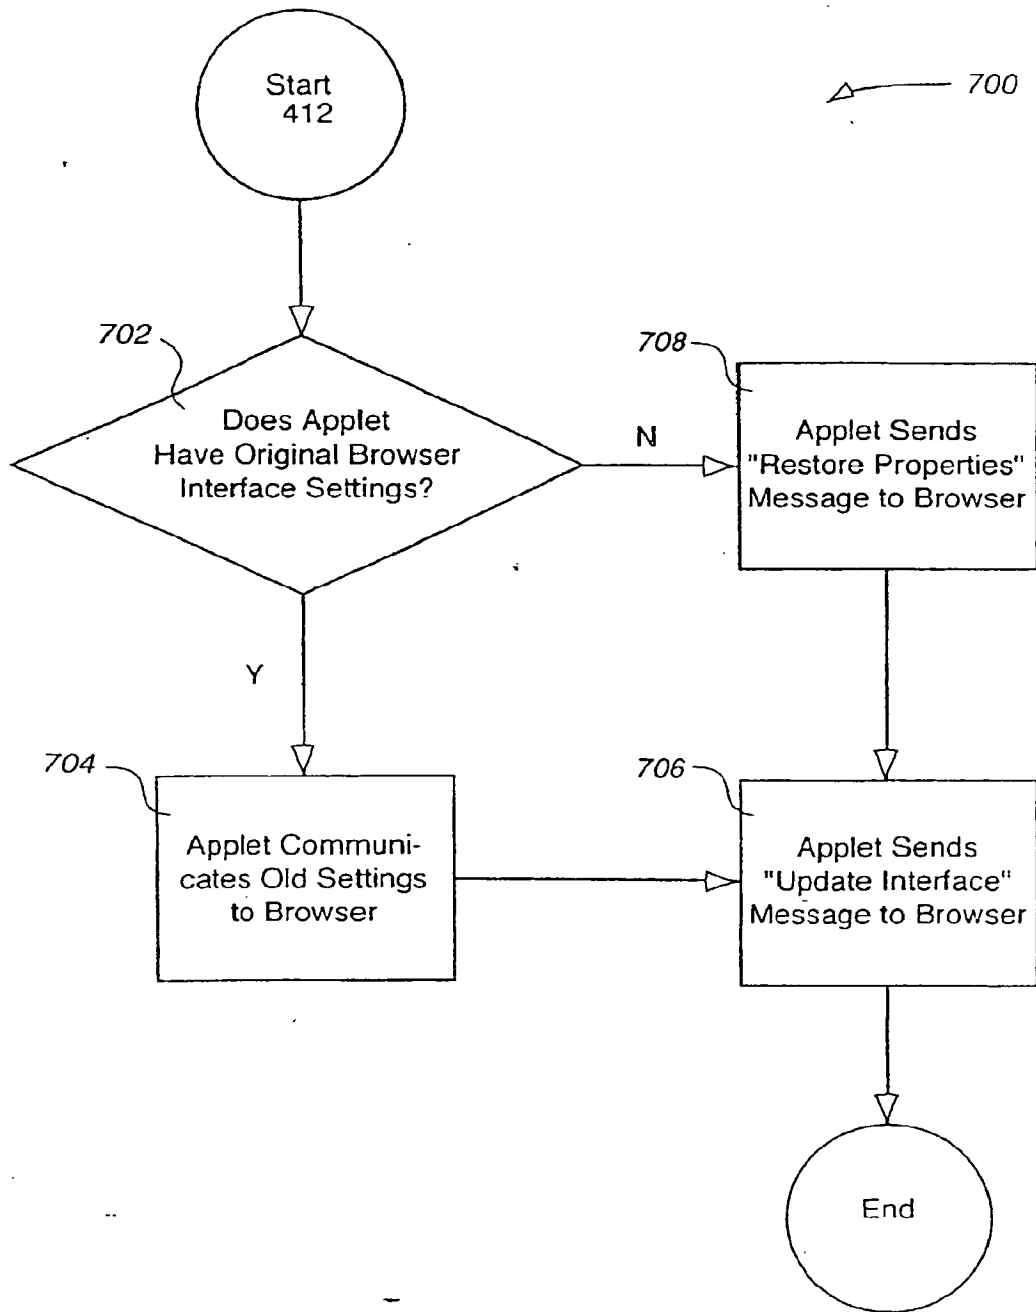 Start
412
700
702
Does Applet
Have Original Browser
Interface Settings?
N
708
Applet Sends
"Restore Properties"
Message to Browser
Y
704
Applet Communi-
cates Old Settings
to Browser
706
Applet Sends
"Update Interface"
Message to Browser
End